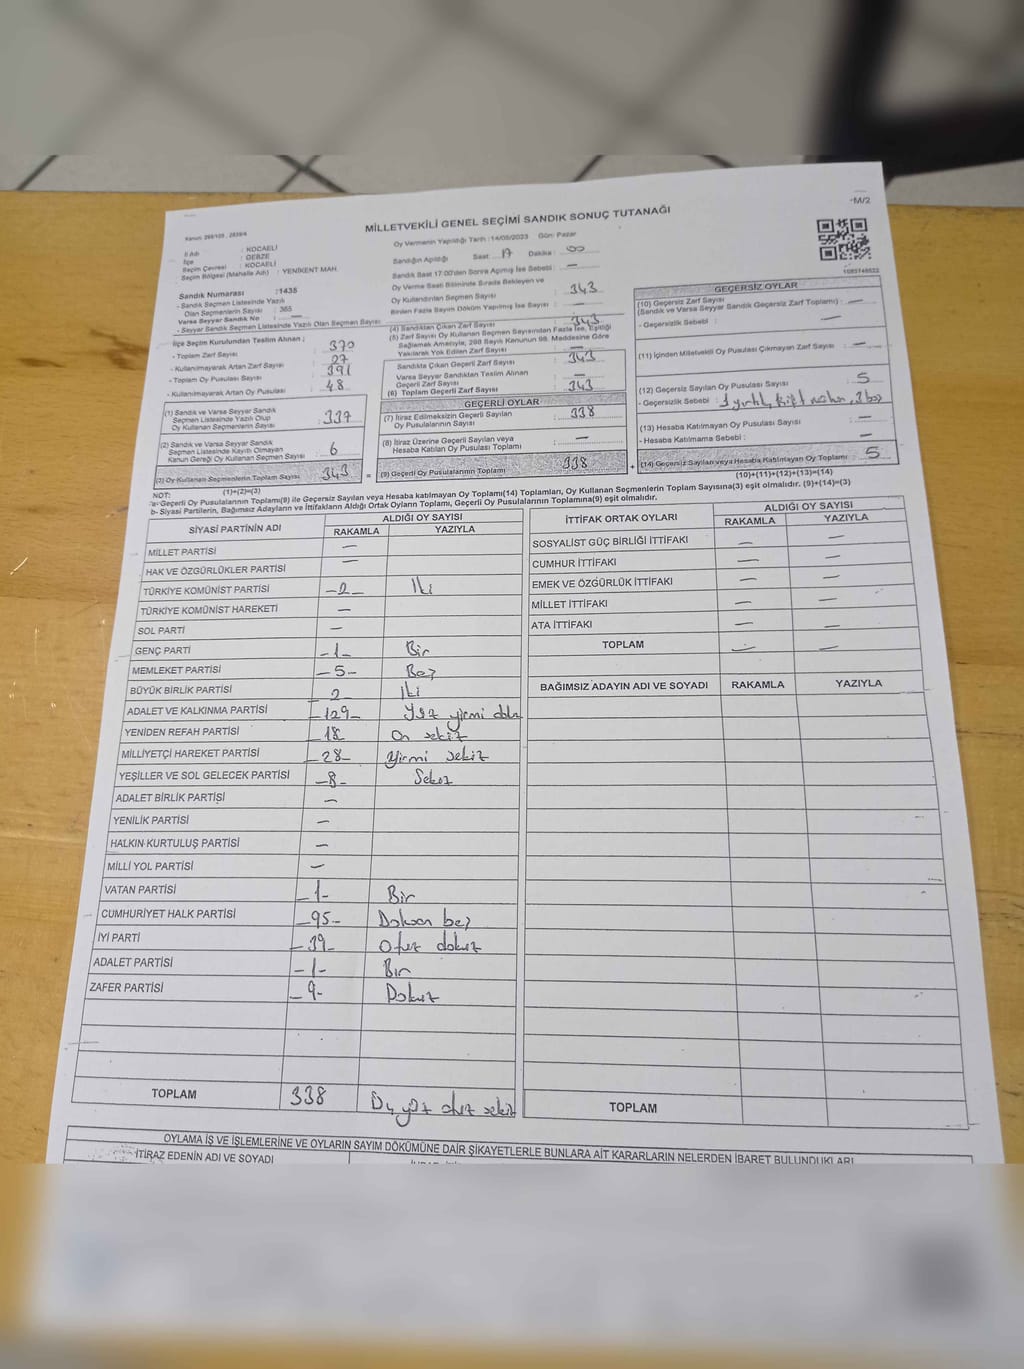 -M/2
MİLLETVEKİLİ GENEL SEÇİMİ SANDIK SONUÇ TUTANAĞI
Oy Vermenin Yapıldığı Tarih :14/05/2023 Gün: Pazar
İl Adı : KOCAELİ
İlçe : GEBZE
Seçim Çevresi : KOCAELİ
Seçim Bölgesi (Mahalle Adı) : YENİKENT MAH
Sandık Numarası :1435
- Sandık Seçmen Listesinde Yazılı
Olan Seçmenlerin Sayısı : 365
Varsa Seyyar Sandık No : —
- Seyyar Sandık Seçmen Listesinde Yazılı Olan Seçmen Sayısı
İlçe Seçim Kurulundan Teslim Alınan ;
- Toplam Zarf Sayısı : 370
- Kullanılmayarak Artan Zarf Sayısı : 27
- Toplam Oy Pusulası Sayısı : 391
- Kullanılmayarak Artan Oy Pusulası : 48
(1) Sandık ve Varsa Seyyar Sandık
Seçmen Listesinde Yazılı Olup
Oy Kullanan Seçmenlerin Sayısı : 337
(2) Sandık ve Varsa Seyyar Sandık
Seçmen Listesinde Kayıtlı Olmayan
Kanun Gereği Oy Kullanan Seçmen Sayısı : 6
(3) Oy Kullanan Seçmenlerin Toplam Sayısı : 343
(1)+(2)=(3)
Sandığın Açıldığı Saat : 17 Dakika : 00
Sandık Saat 17:00'den Sonra Açılmış İse Sebebi : —
Oy Verme Saati Bitiminde Sırada Bekleyen ve
Oy Kullandırılan Seçmen Sayısı : 343
Birden Fazla Sayım Döküm Yapılmış İse Sayısı : —
(4) Sandıktan Çıkan Zarf Sayısı : 343
(5) Zarf Sayısı Oy Kullanan Seçmen Sayısından Fazla İse, Eşitliği
Sağlamak Amacıyla, 298 Sayılı Kanunun 98. Maddesine Göre
Yakılarak Yok Edilen Zarf Sayısı : —
Sandıkta Çıkan Geçerli Zarf Sayısı : 343
Varsa Seyyar Sandıktan Teslim Alınan
Geçerli Zarf Sayısı : —
(6) Toplam Geçerli Zarf Sayısı : 343
GEÇERLİ OYLAR
(7) İtiraz Edilmeksizin Geçerli Sayılan
Oy Pusulalarının Sayısı : 338
(8) İtiraz Üzerine Geçerli Sayılan veya
Hesaba Katılan Oy Pusulası Toplamı : —
= (9) Geçerli Oy Pusulalarının Toplamı : 338
GEÇERSİZ OYLAR
(10) Geçersiz Zarf Sayısı
(Sandık ve Varsa Seyyar Sandık Geçersiz Zarf Toplamı) : —
- Geçersizlik Sebebi : —
(11) İçinden Milletvekili Oy Pusulası Çıkmayan Zarf Sayısı : —
(12) Geçersiz Sayılan Oy Pusulası Sayısı : 5
- Geçersizlik Sebebi : 1 yırtık,
(13) Hesaba Katılmayan Oy Pusulası Sayısı : —
- Hesaba Katılmama Sebebi : —
+ (14) Geçersiz Sayılan veya Hesaba Katılmayan Oy Toplamı : 5
(10)+(11)+(12)+(13)=(14)
NOT:
a- Geçerli Oy Pusulalarının Toplamı(9) ile Geçersiz Sayılan veya Hesaba katılmayan Oy Toplamı(14) Toplamları, Oy Kullanan Seçmenlerin Toplam Sayısına(3) eşit olmalıdır. (9)+(14)=(3)
b- Siyasi Partilerin, Bağımsız Adayların ve İttifakların Aldığı Ortak Oyların Toplamı, Geçerli Oy Pusulalarının Toplamına(9) eşit olmalıdır.
SİYASİ PARTİNİN ADI ALDIĞI OY SAYISI
RAKAMLA YAZIYLA
MİLLET PARTİSİ —
HAK VE ÖZGÜRLÜKLER PARTİSİ —
TÜRKİYE KOMÜNİST PARTİSİ -2- İki
TÜRKİYE KOMÜNİST HAREKETİ —
SOL PARTİ —
GENÇ PARTİ -1- Bir
MEMLEKET PARTİSİ -5- Beş
BÜYÜK BİRLİK PARTİSİ 2 İki
ADALET VE KALKINMA PARTİSİ -129- Yüz yirmi dok
YENİDEN REFAH PARTİSİ -18- On sekiz
MİLLİYETÇİ HAREKET PARTİSİ -28- Yirmi sekiz
YEŞİLLER VE SOL GELECEK PARTİSİ -8- Sekiz
ADALET BİRLİK PARTİSİ —
YENİLİK PARTİSİ —
HALKIN KURTULUŞ PARTİSİ —
MİLLİ YOL PARTİSİ —
VATAN PARTİSİ -1- Bir
CUMHURİYET HALK PARTİSİ -95- Doksan beş
İYİ PARTİ -39- Otuz dokuz
ADALET PARTİSİ -1- Bir
ZAFER PARTİSİ -9- Dokuz
TOPLAM 338 Üç yüz otuz sekiz
İTTİFAK ORTAK OYLARI ALDIĞI OY SAYISI
RAKAMLA YAZIYLA
SOSYALİST GÜÇ BİRLİĞİ İTTİFAKI — —
CUMHUR İTTİFAKI — —
EMEK VE ÖZGÜRLÜK İTTİFAKI — —
MİLLET İTTİFAKI — —
ATA İTTİFAKI — —
TOPLAM — —
BAĞIMSIZ ADAYIN ADI VE SOYADI RAKAMLA YAZIYLA
TOPLAM
OYLAMA İŞ VE İŞLEMLERİNE VE OYLARIN SAYIM DÖKÜMÜNE DAİR ŞİKAYETLERLE BUNLARA AİT KARARLARIN NELERDEN İBARET BULUNDUKLARI
İTİRAZ EDENİN ADI VE SOYADI